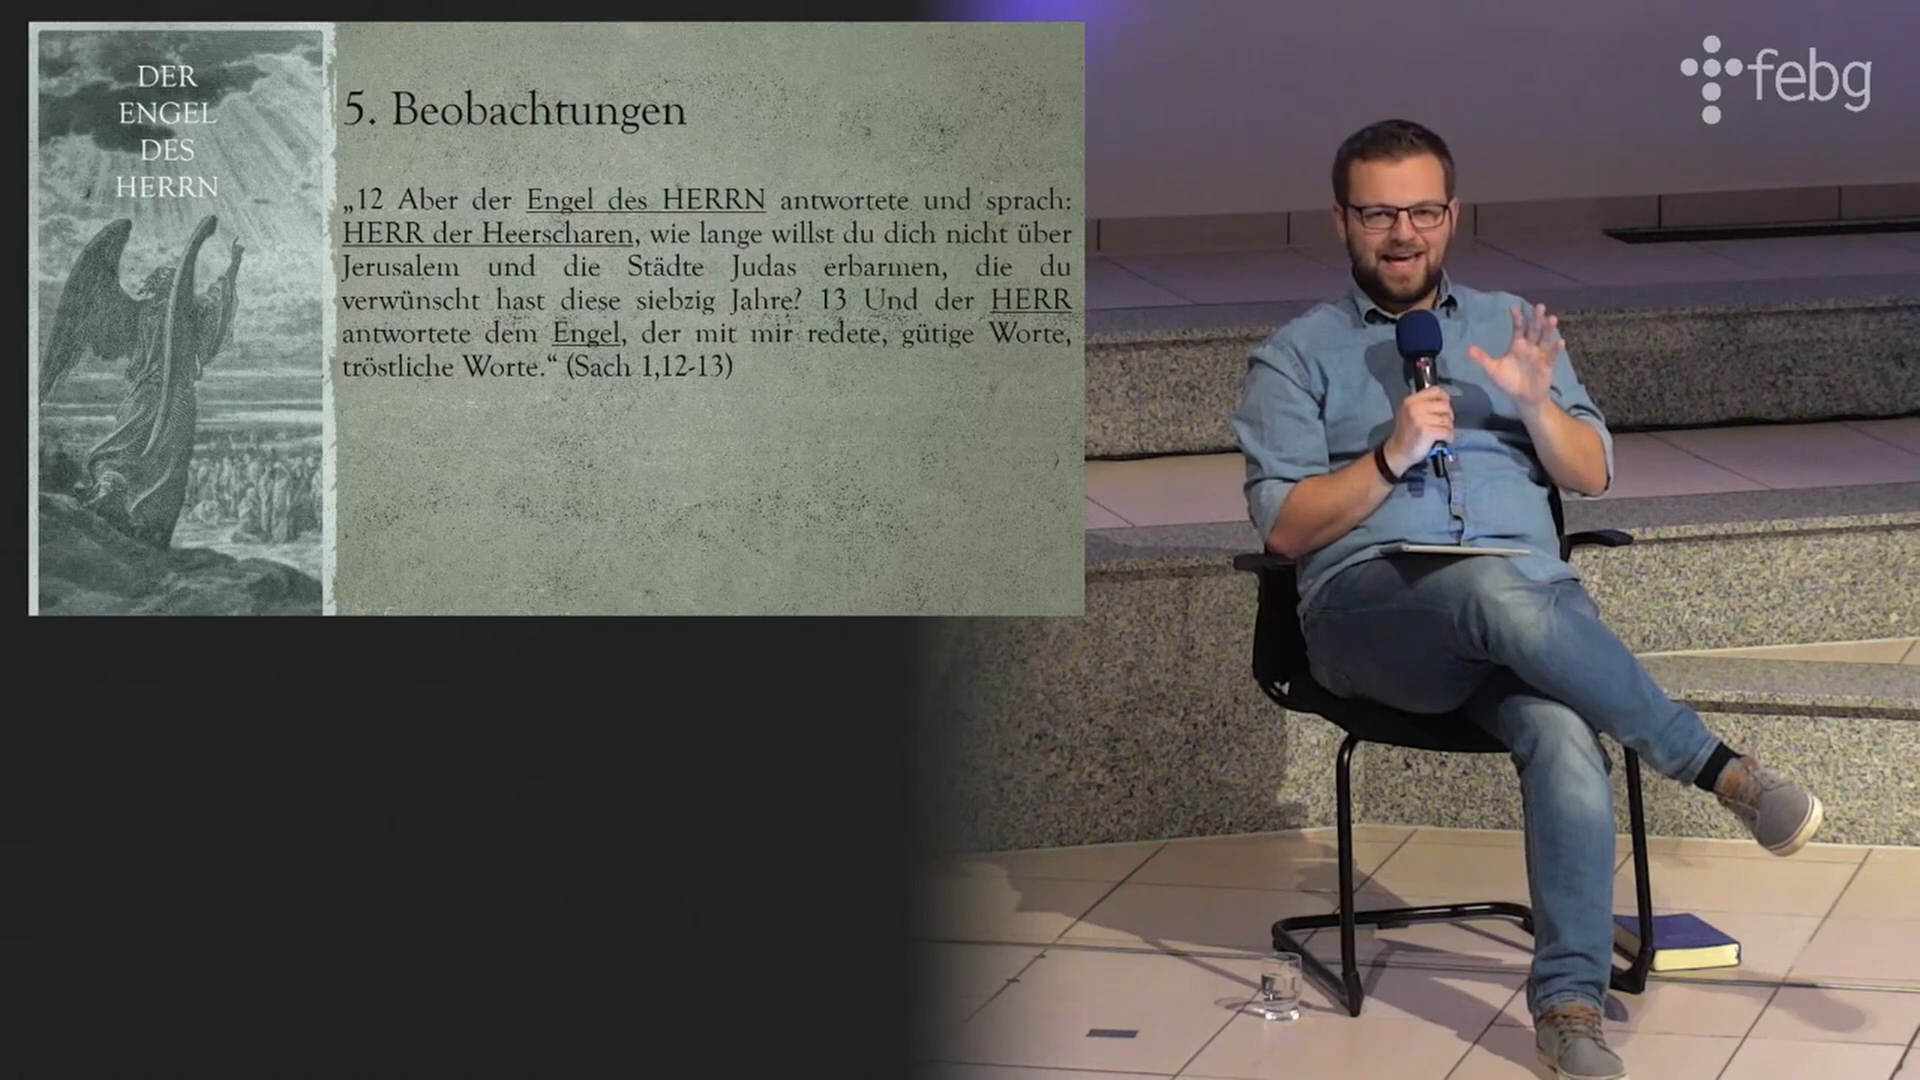 DER
ENGEL
DES
HERRN
5. Beobachtungen
„12 Aber der Engel des HERRN antwortete und sprach:
HERR der Heerscharen, wie lange willst du dich nicht über
Jerusalem und die Städte Judas erbarmen, die du
verwünscht hast diese siebzig Jahre? 13 Und der HERR
antwortete dem Engel, der mit mir redete, gütige Worte,
tröstliche Worte.“ (Sach 1,12-13)
febg